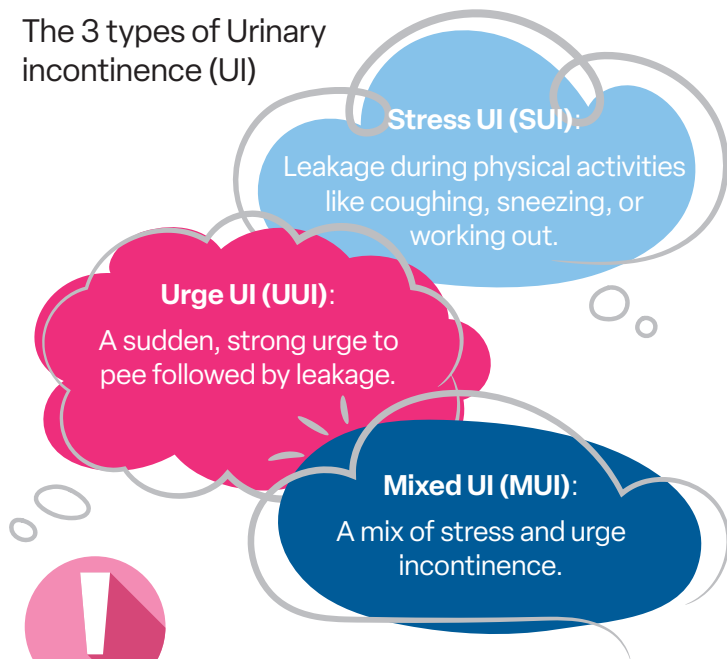 The 3 types of Urinary
incontinence (UI)
Stress UI (SUI):
Leakage during physical activities
like coughing, sneezing, or
working out.
Urge UI (UUI):
A sudden, strong urge to
pee followed by leakage.
Mixed UI (MUI):
A mix of stress and urge
incontinence.